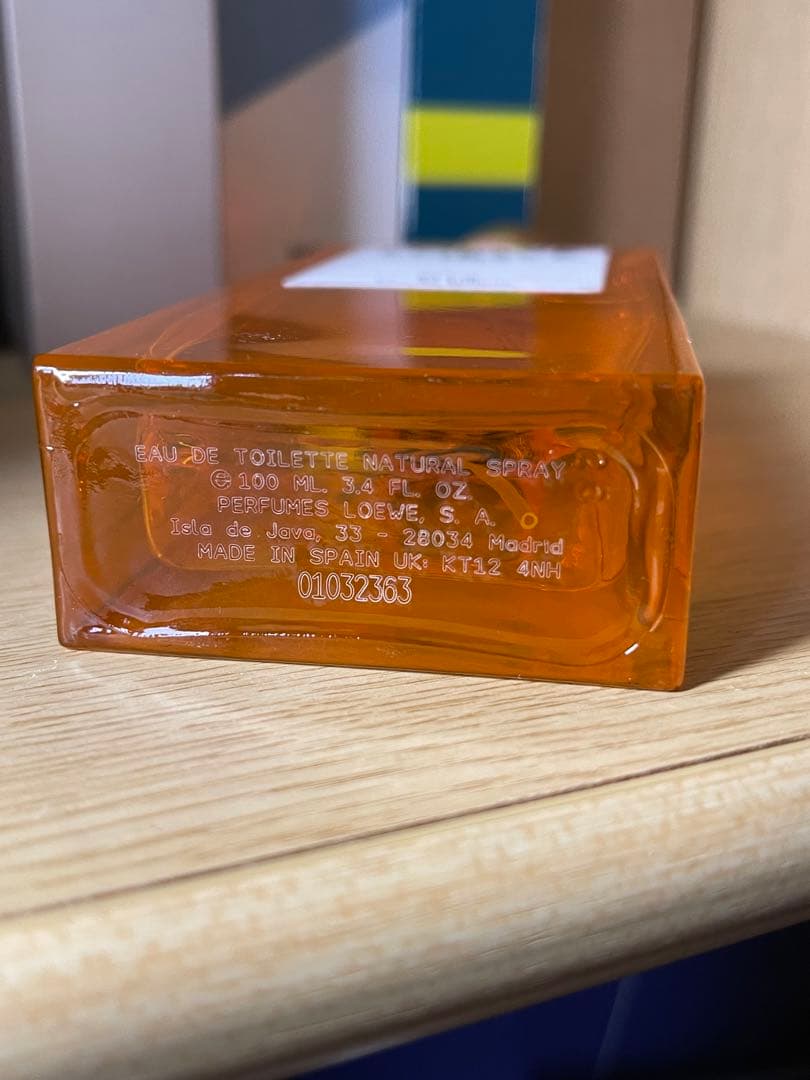 EAU DE TOILETTE NATURAL SPRAY
℮ 100 ML. 3.4 FL. OZ.
PERFUMES LOEWE, S. A.
Isla de Java, 33 - 28034 Madrid
MADE IN SPAIN UK: KT12 4NH
01032363